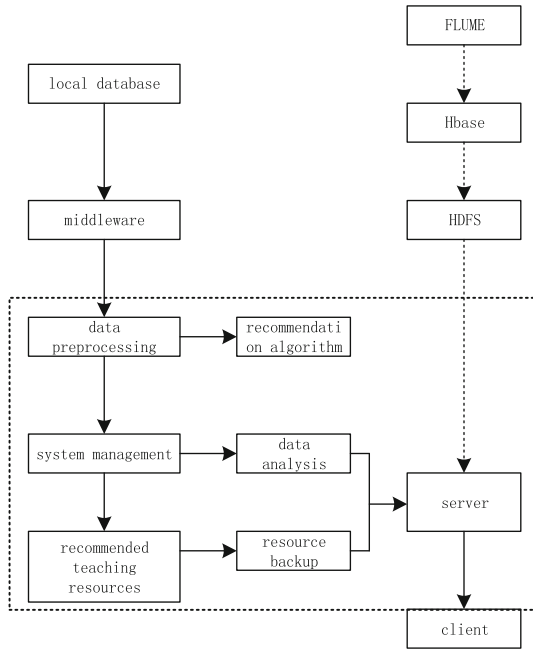 FLUME
local database
Hbase
middleware
HDFS
data
preprocessing
recommendati
on algorithm
system management
data
analysis
server
recommended
teaching
resources
resource
backup
client